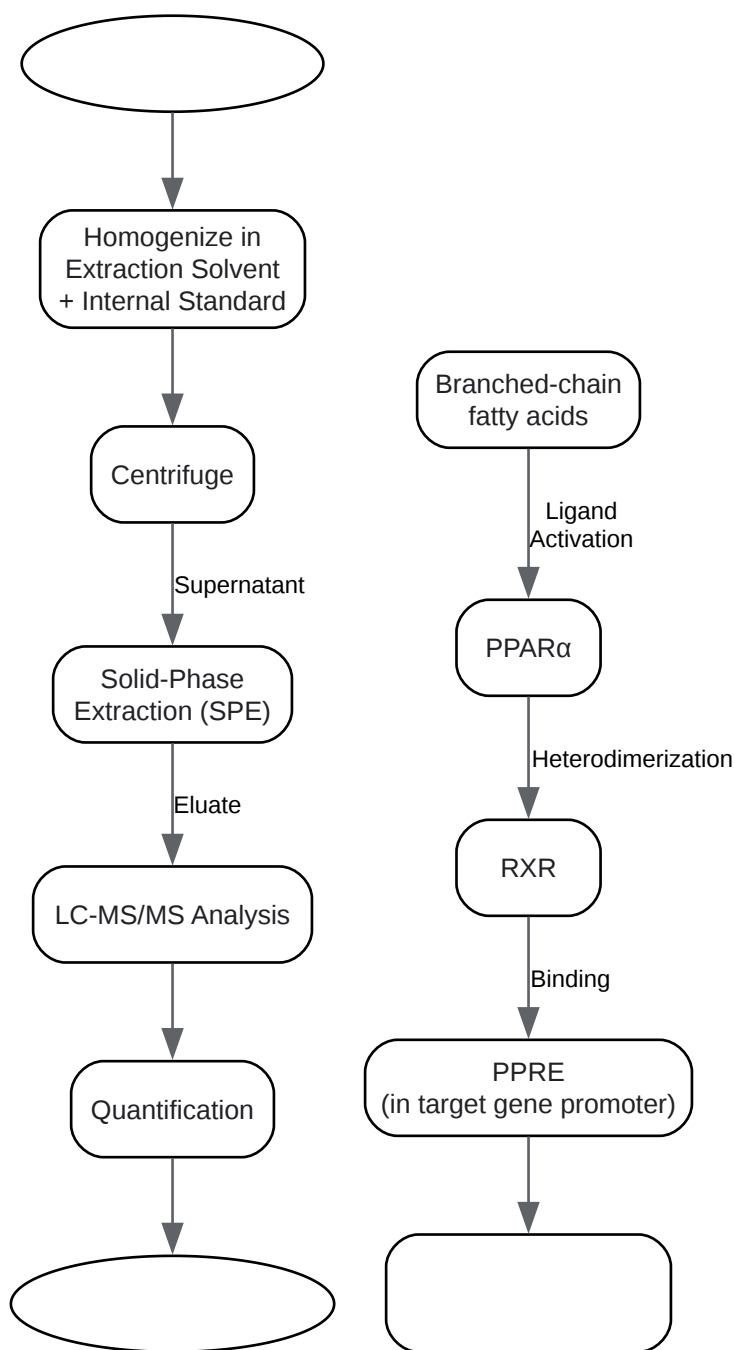 Homogenize in
Extraction Solvent
+ Internal Standard
Centrifuge
Supernatant
Solid-Phase
Extraction (SPE)
Eluate
LC-MS/MS Analysis
Quantification
Branched-chain
fatty acids
Ligand
Activation
PPARα
Heterodimerization
RXR
Binding
PPRE
(in target gene promoter)